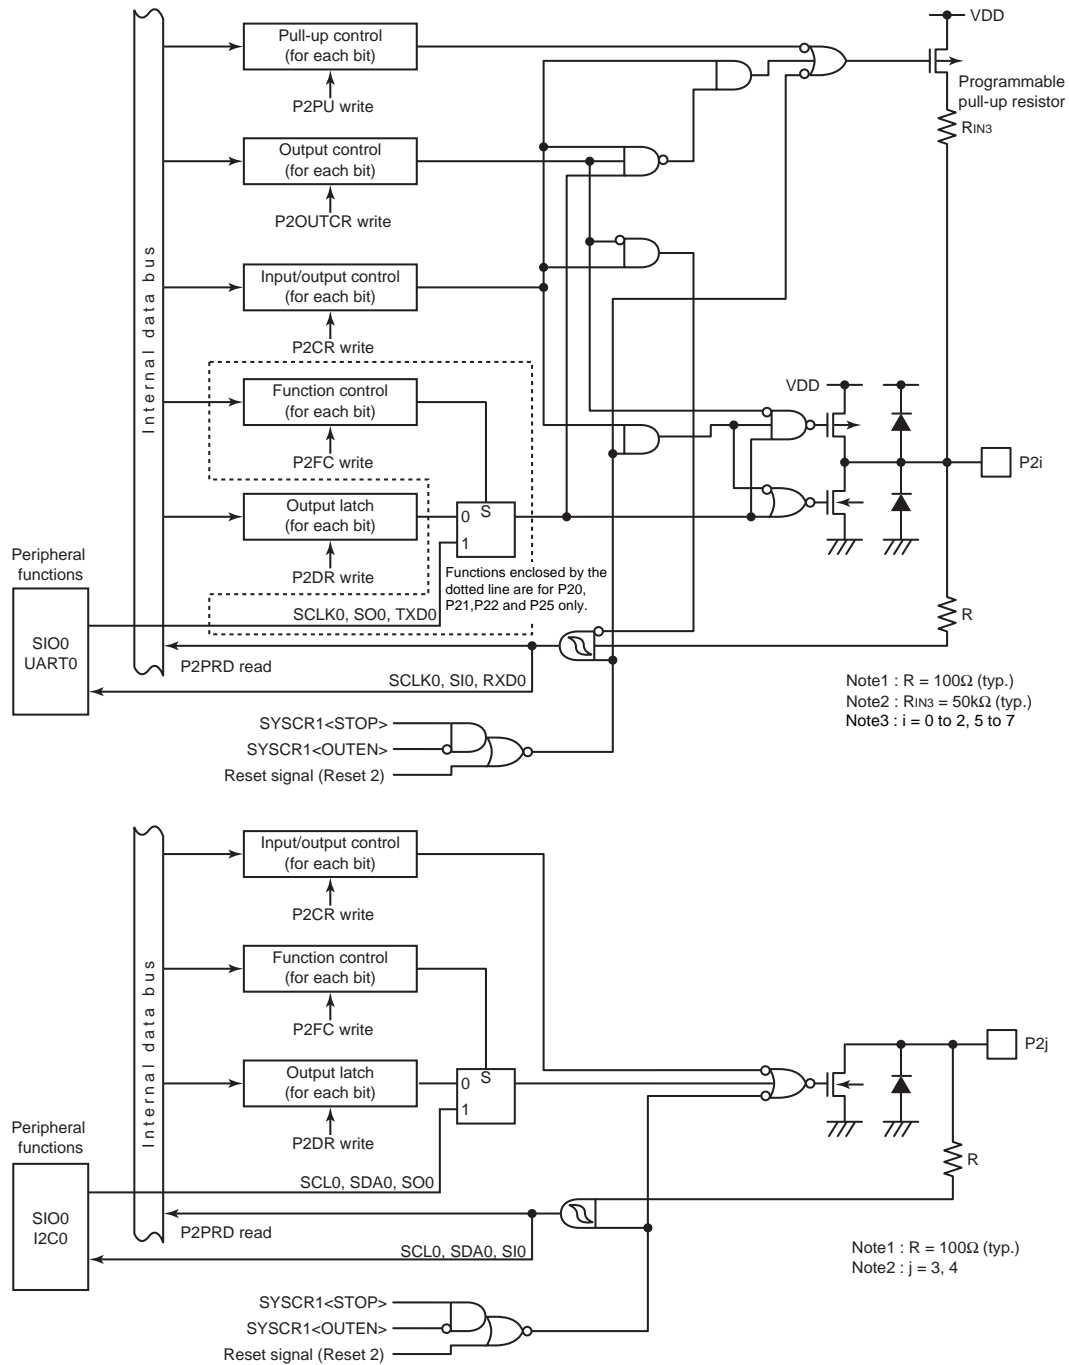 VDD
Pull-up control
(for each bit)
P2PU write
Programmable
pull-up resistor
RIN3
Output control
(for each bit)
P2OUTCR write
Internal data bus
Input/output control
(for each bit)
P2CR write
Function control
(for each bit)
P2FC write
VDD
P2i
Output latch
(for each bit)
P2DR write
0 S
1
Functions enclosed by the
dotted line are for P20,
P21,P22 and P25 only.
Peripheral
functions
SIO0
UART0
SCLK0, SO0, TXD0
R
P2PRD read
SCLK0, SI0, RXD0
Note1 : R = 100Ω (typ.)
Note2 : RIN3 = 50kΩ (typ.)
Note3 : i = 0 to 2, 5 to 7
SYSCR1<STOP>
SYSCR1<OUTEN>
Reset signal (Reset 2)
Input/output control
(for each bit)
P2CR write
Internal data bus
Function control
(for each bit)
P2FC write
P2j
Output latch
(for each bit)
P2DR write
0 S
1
Peripheral
functions
SIO0
I2C0
SCL0, SDA0, SO0
R
P2PRD read
SCL0, SDA0, SI0
Note1 : R = 100Ω (typ.)
Note2 : j = 3, 4
SYSCR1<STOP>
SYSCR1<OUTEN>
Reset signal (Reset 2)